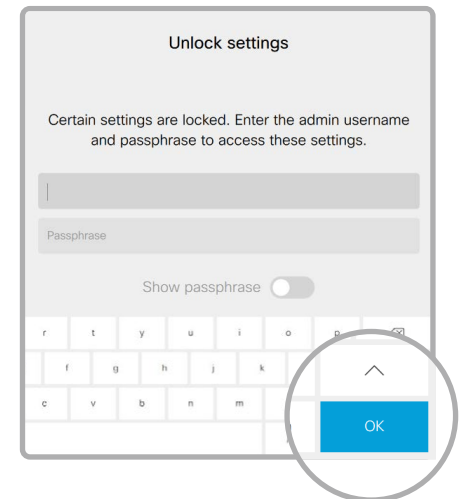 Unlock settings
Certain settings are locked. Enter the admin username
and passphrase to access these settings.
Passphrase
Show passphrase
r t y u i o p
f g h j k
c v b n m
OK